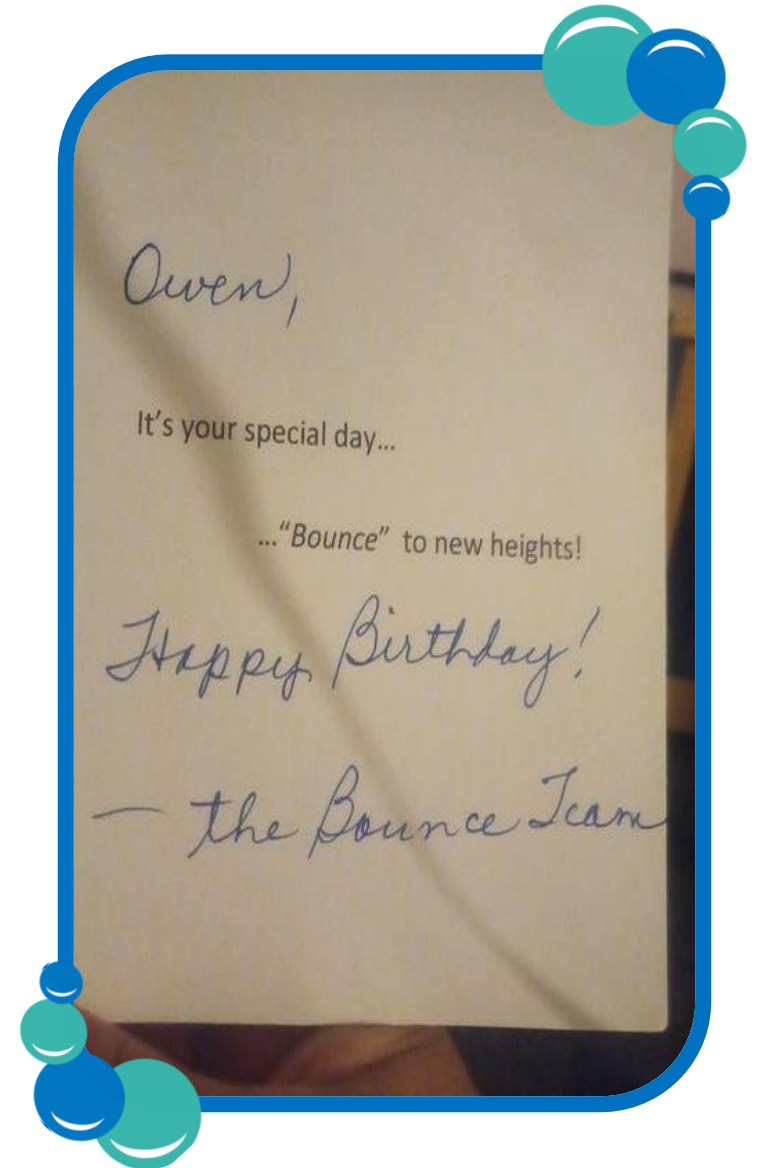 Owen,
It's your special day...
..."Bounce" to new heights!
Happy Birthday!
— the Bounce Team